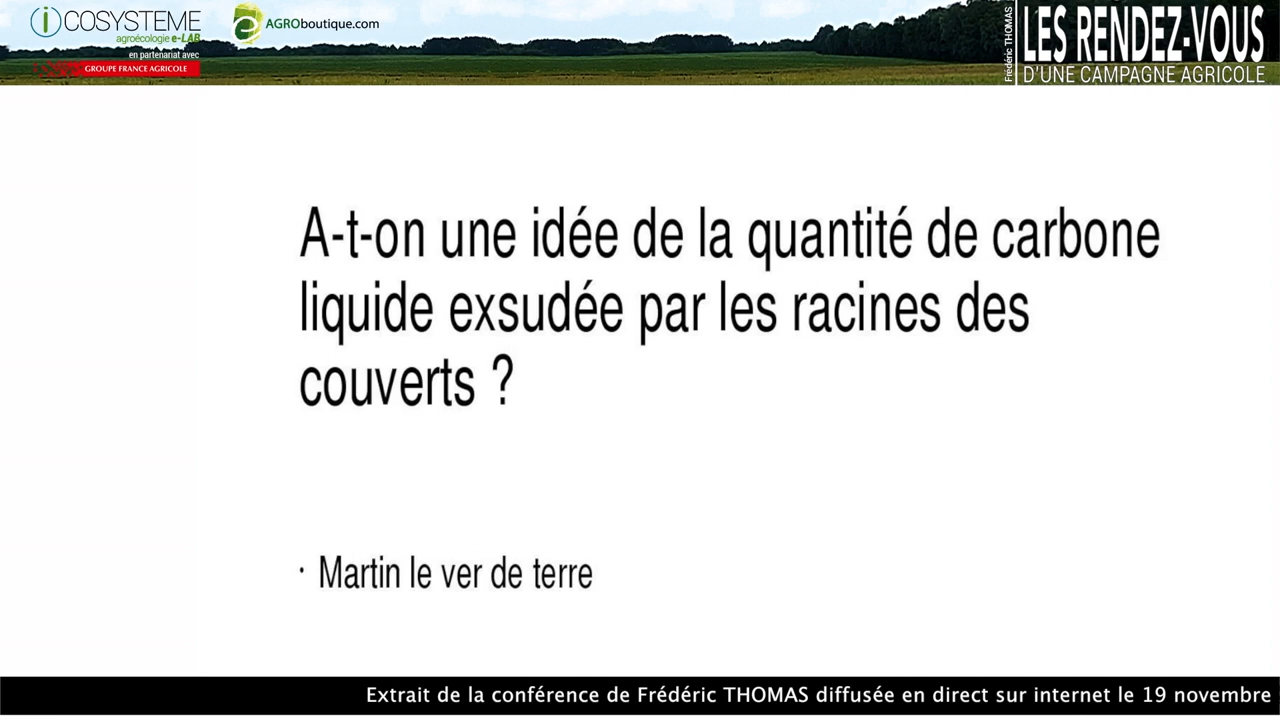 iCOSYSTEME
agroécologie e-LAB
en partenariat avec
GROUPE FRANCE AGRICOLE
e AGROboutique.com
Frédéric THOMAS
LES RENDEZ-VOUS
D'UNE CAMPAGNE AGRICOLE
A-t-on une idée de la quantité de carbone
liquide exsudée par les racines des
couverts ?
· Martin le ver de terre
Extrait de la conférence de Frédéric THOMAS diffusée en direct sur internet le 19 novembre